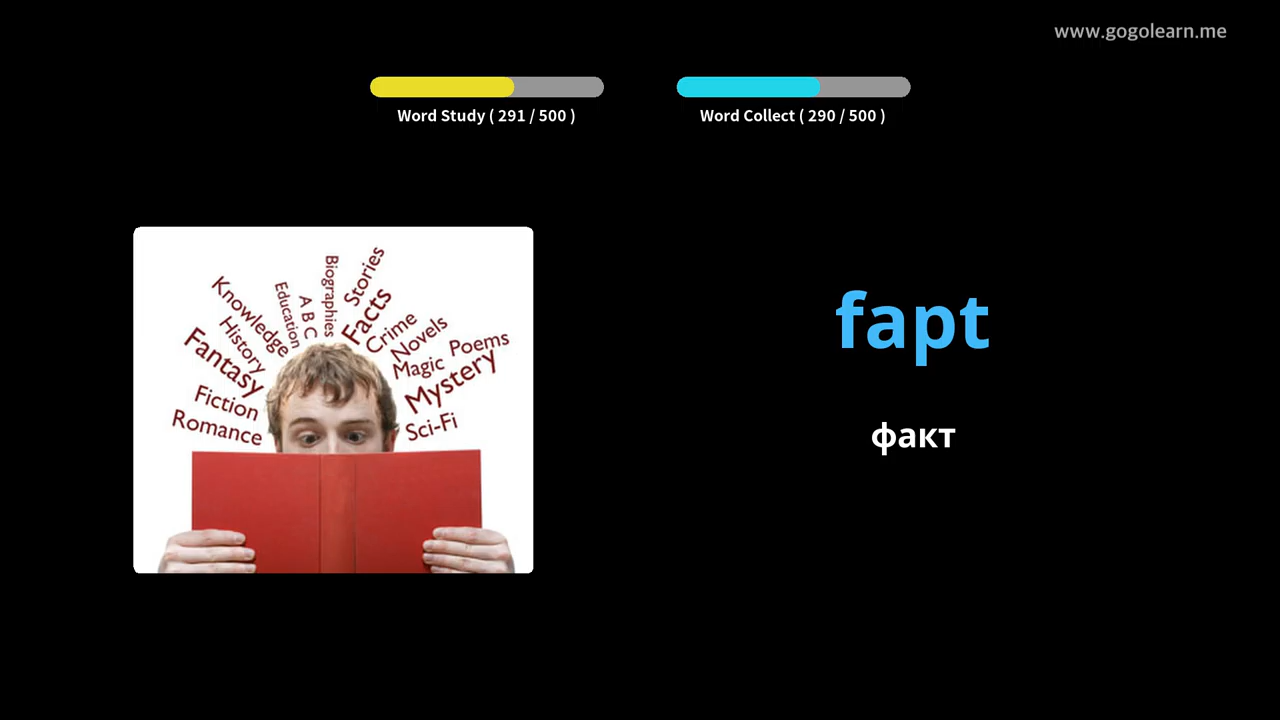 www.gogolearn.me
Word Study ( 291 / 500 )
Word Collect ( 290 / 500 )
Stories
Biographies
Facts
A B C
Education
Knowledge
Crime
History
Novels
Poems
Fantasy
Magic
Mystery
Fiction
Romance
Sci-Fi
fapt
факт